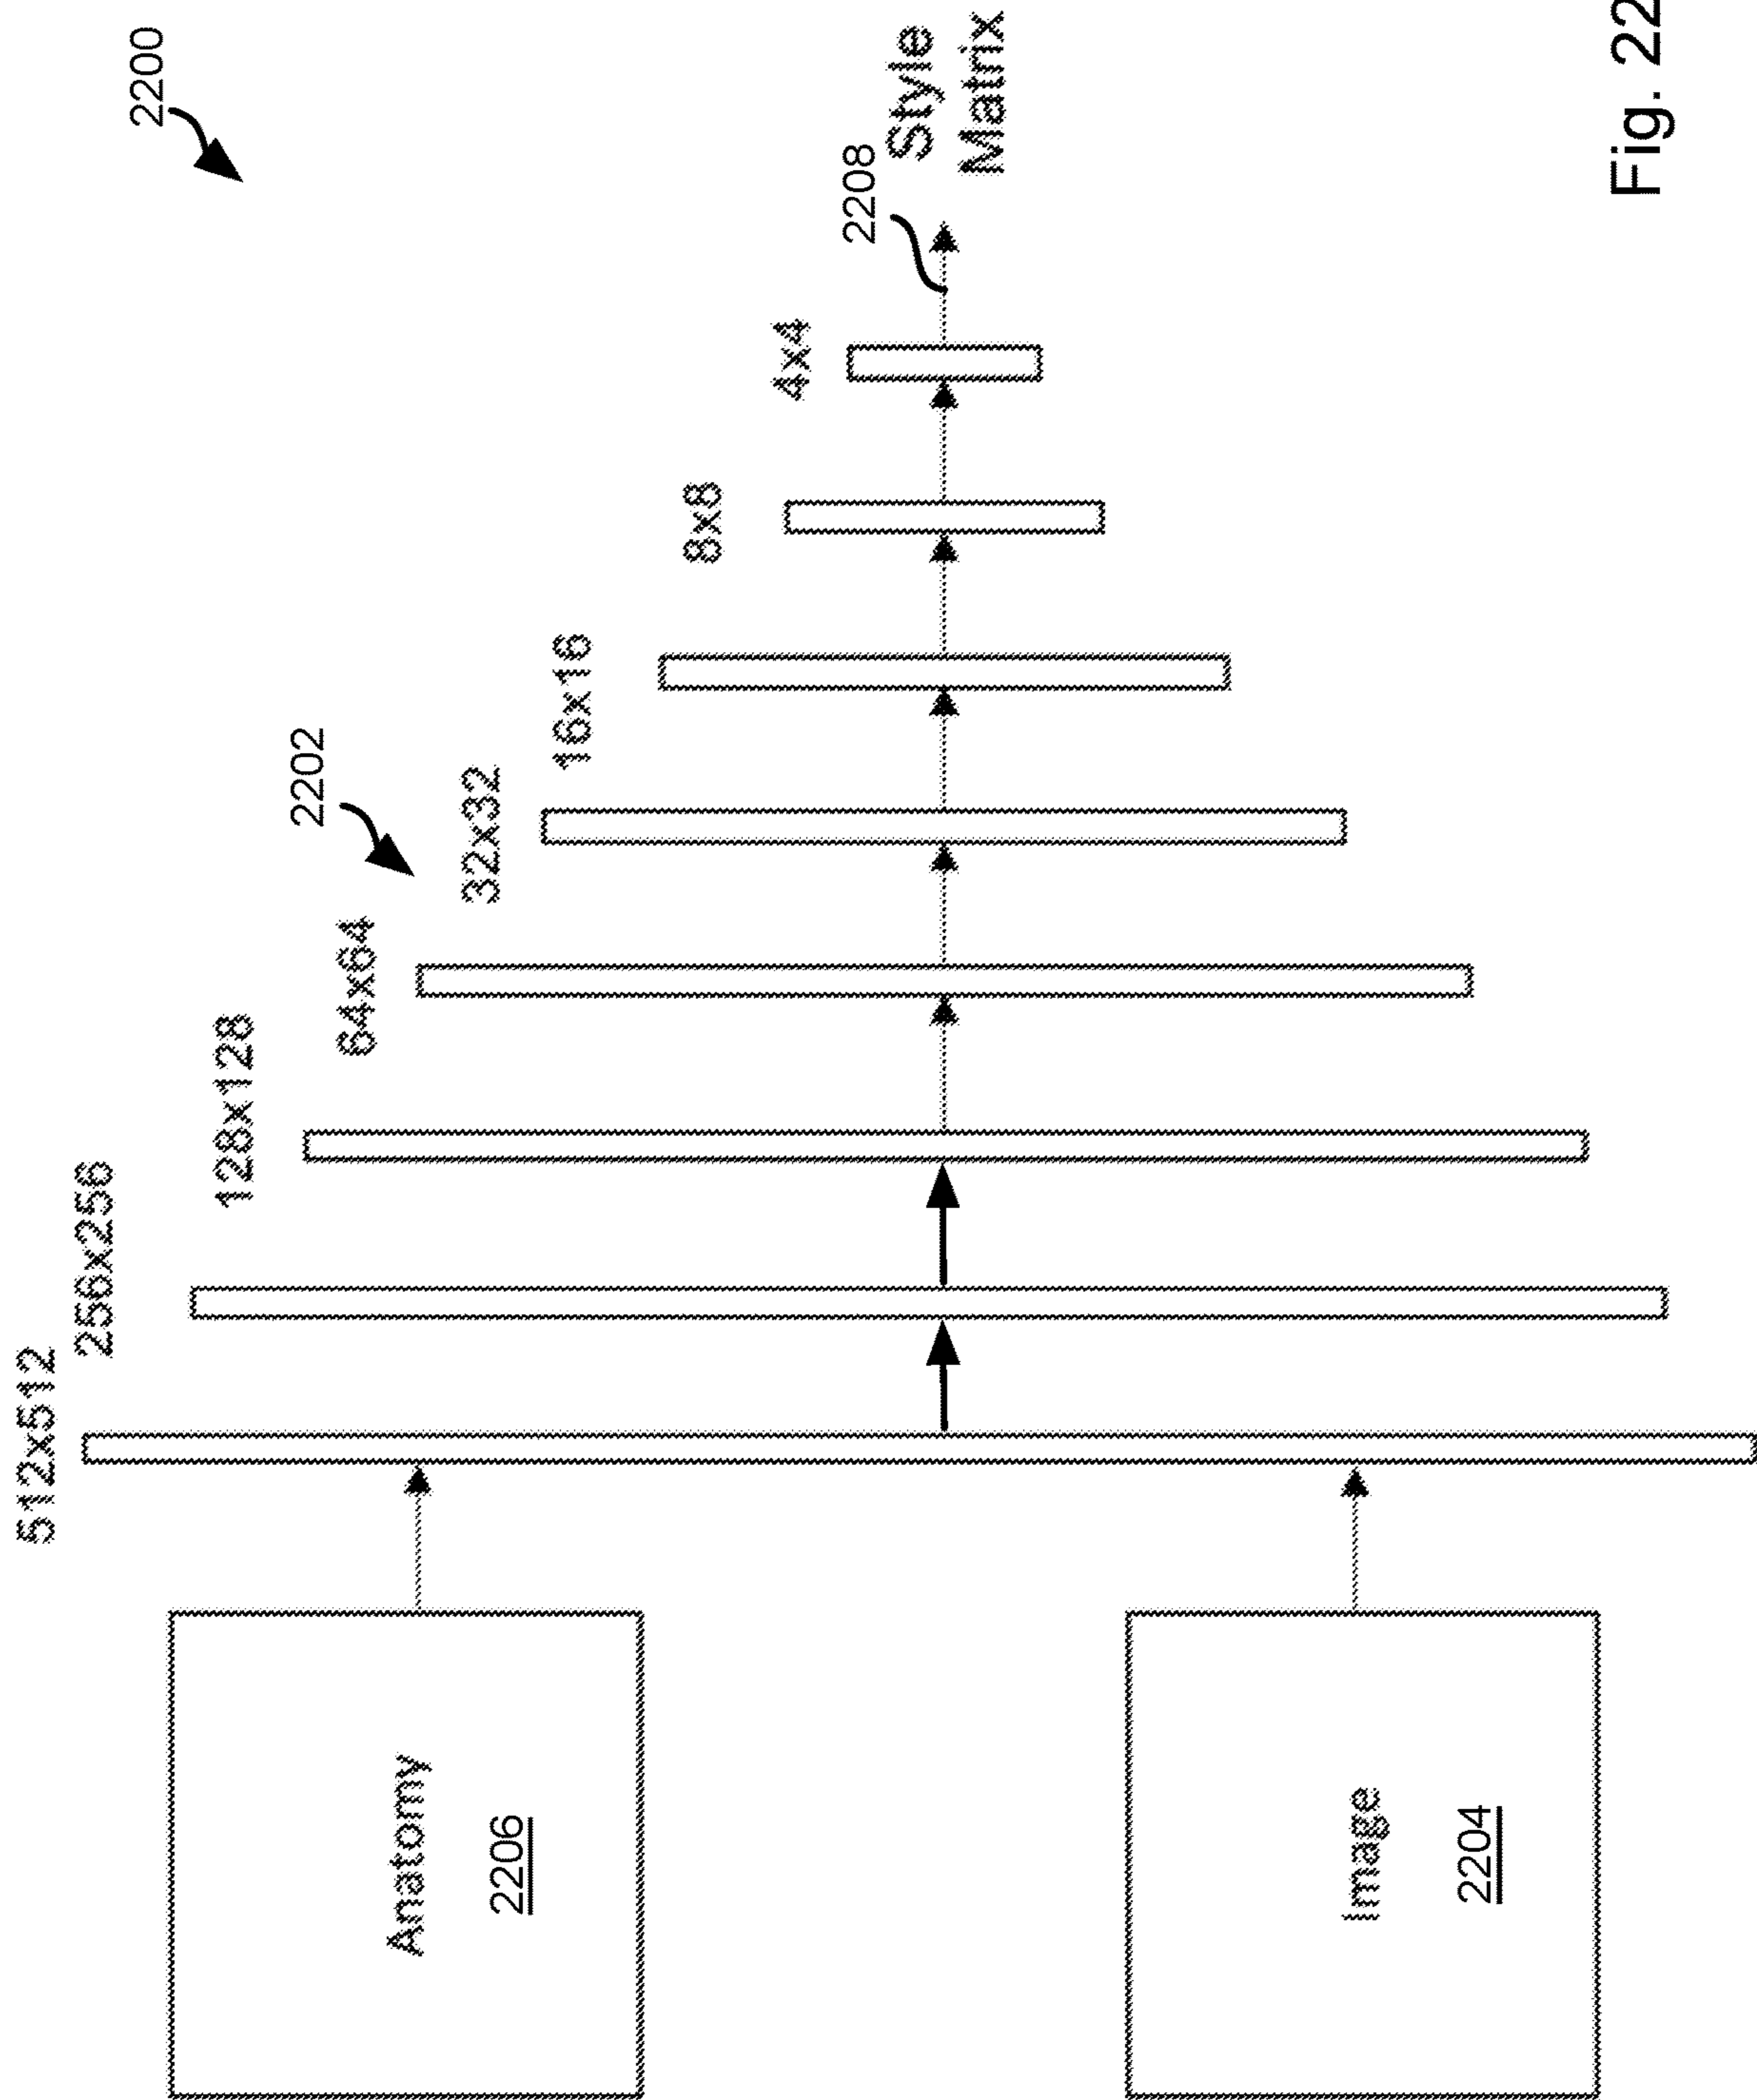 2200
512x512
256x256
128x128
64x64
2202
32x32
16x16
8x8
4x4
2208
Style
Matrix
Anatomy
2206
Image
2204
Fig. 22